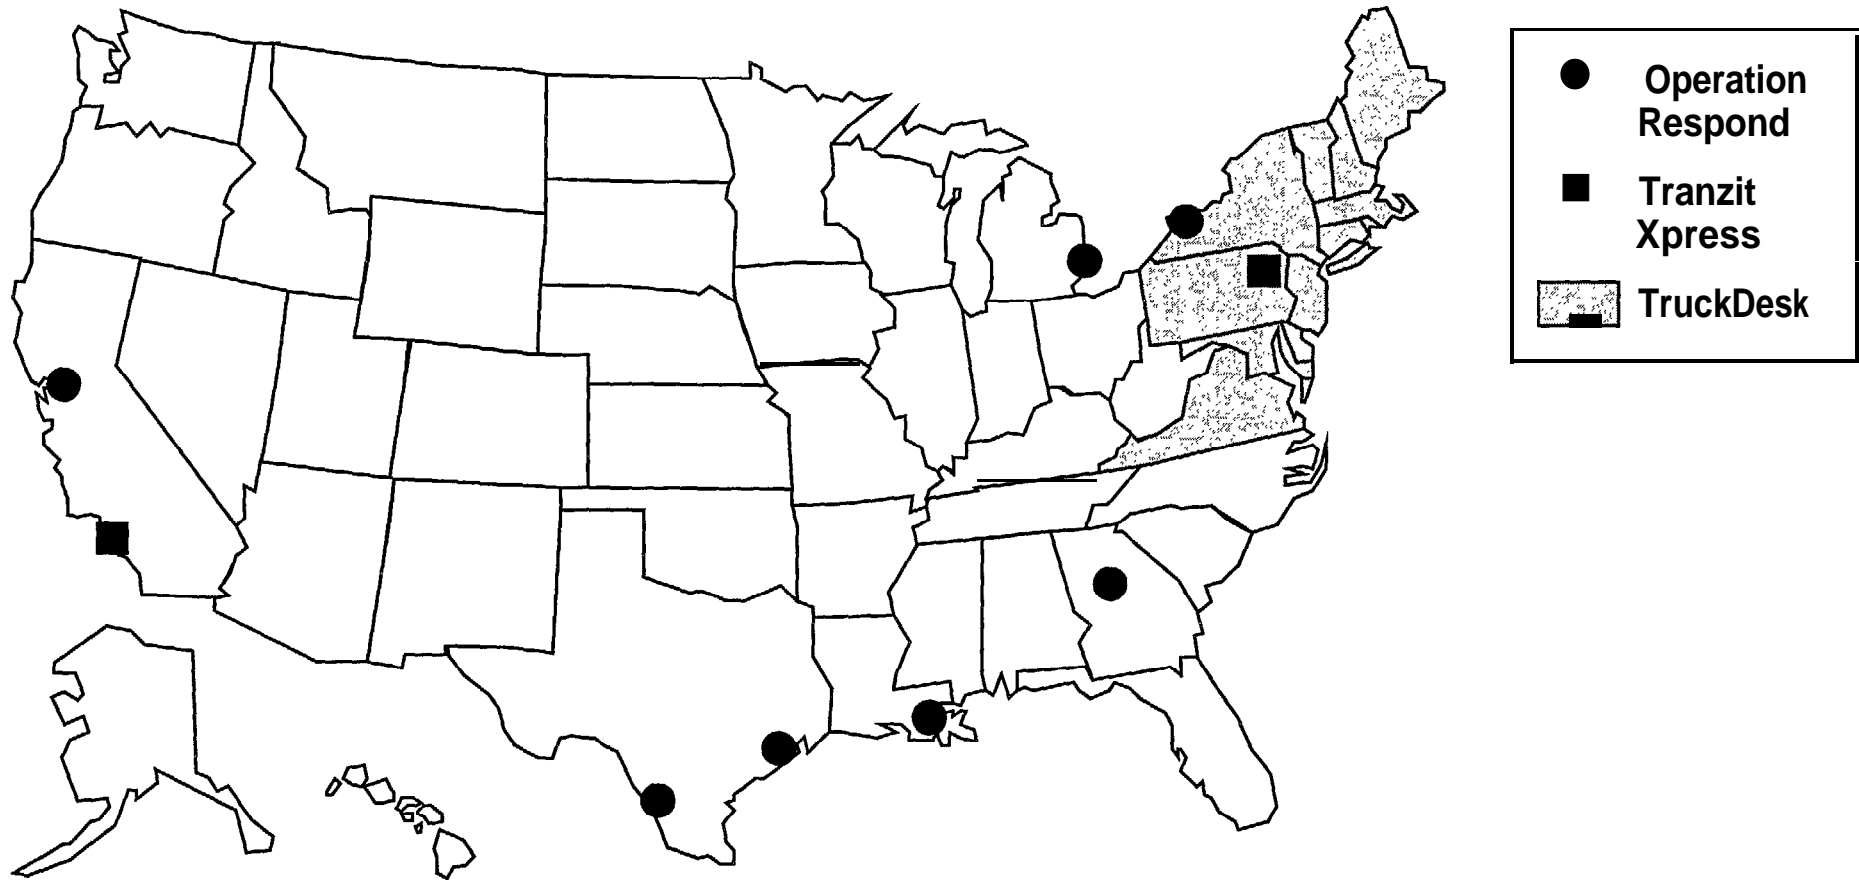 Operation
Respond
Tranzit
Xpress
TruckDesk